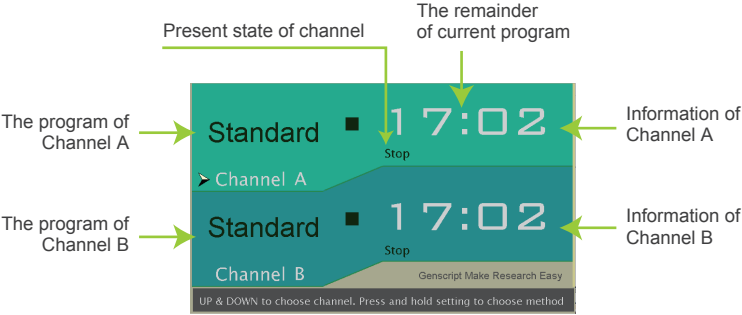 The remainder
of current program
Present state of channel
The program of
Channel A
Standard
17:02
Stop
Channel A
Information of
Channel A
The program of
Channel B
Standard
17:02
Stop
Channel B
Information of
Channel B
Genscript Make Research Easy
UP & DOWN to choose channel. Press and hold setting to choose method